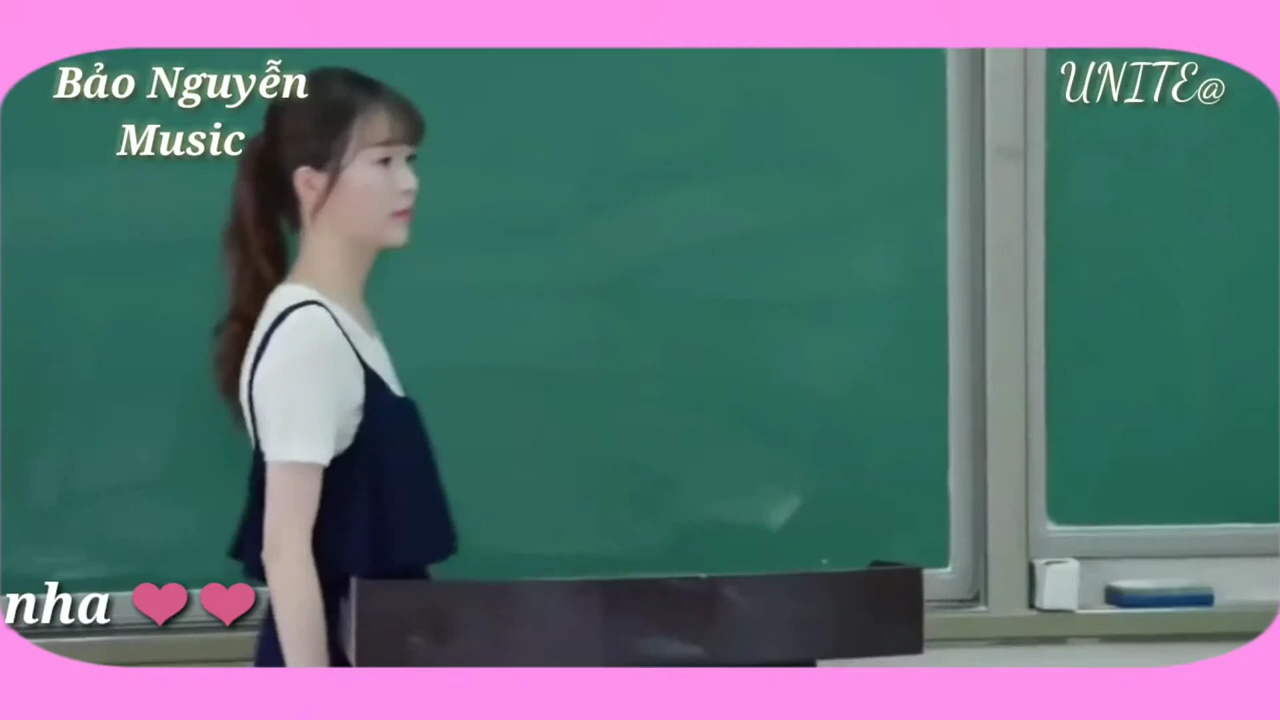 Bảo Nguyễn
Music
UNITE@
nha ❤❤